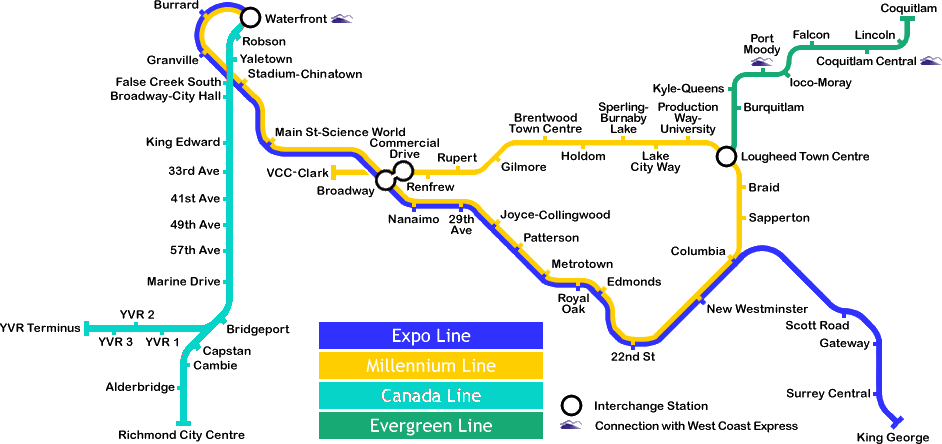 Burrard
Waterfront
Robson
Granville
Yaletown
Stadium-Chinatown
False Creek South
Broadway-City Hall
King Edward
33rd Ave
41st Ave
49th Ave
57th Ave
Marine Drive
YVR Terminus
YVR 2
YVR 3
YVR 1
Bridgeport
Capstan
Cambie
Alderbridge
Richmond City Centre
Main St-Science World
Commercial
Drive
VCC-Clark
Broadway
Renfrew
Rupert
Gilmore
Brentwood
Town Centre
Holdom
Sperling-
Burnaby
Lake
Lake
City Way
Production
Way-
University
Lougheed Town Centre
Braid
Sapperton
Columbia
Nanaimo
29th
Ave
Joyce-Collingwood
Patterson
Metrotown
Royal
Oak
Edmonds
22nd St
New Westminster
Scott Road
Gateway
Surrey Central
King George
Coquitlam
Lincoln
Coquitlam Central
Falcon
Port
Moody
Ioco-Moray
Kyle-Queens
Burquitlam
Expo Line
Millennium Line
Canada Line
Evergreen Line
Interchange Station
Connection with West Coast Express